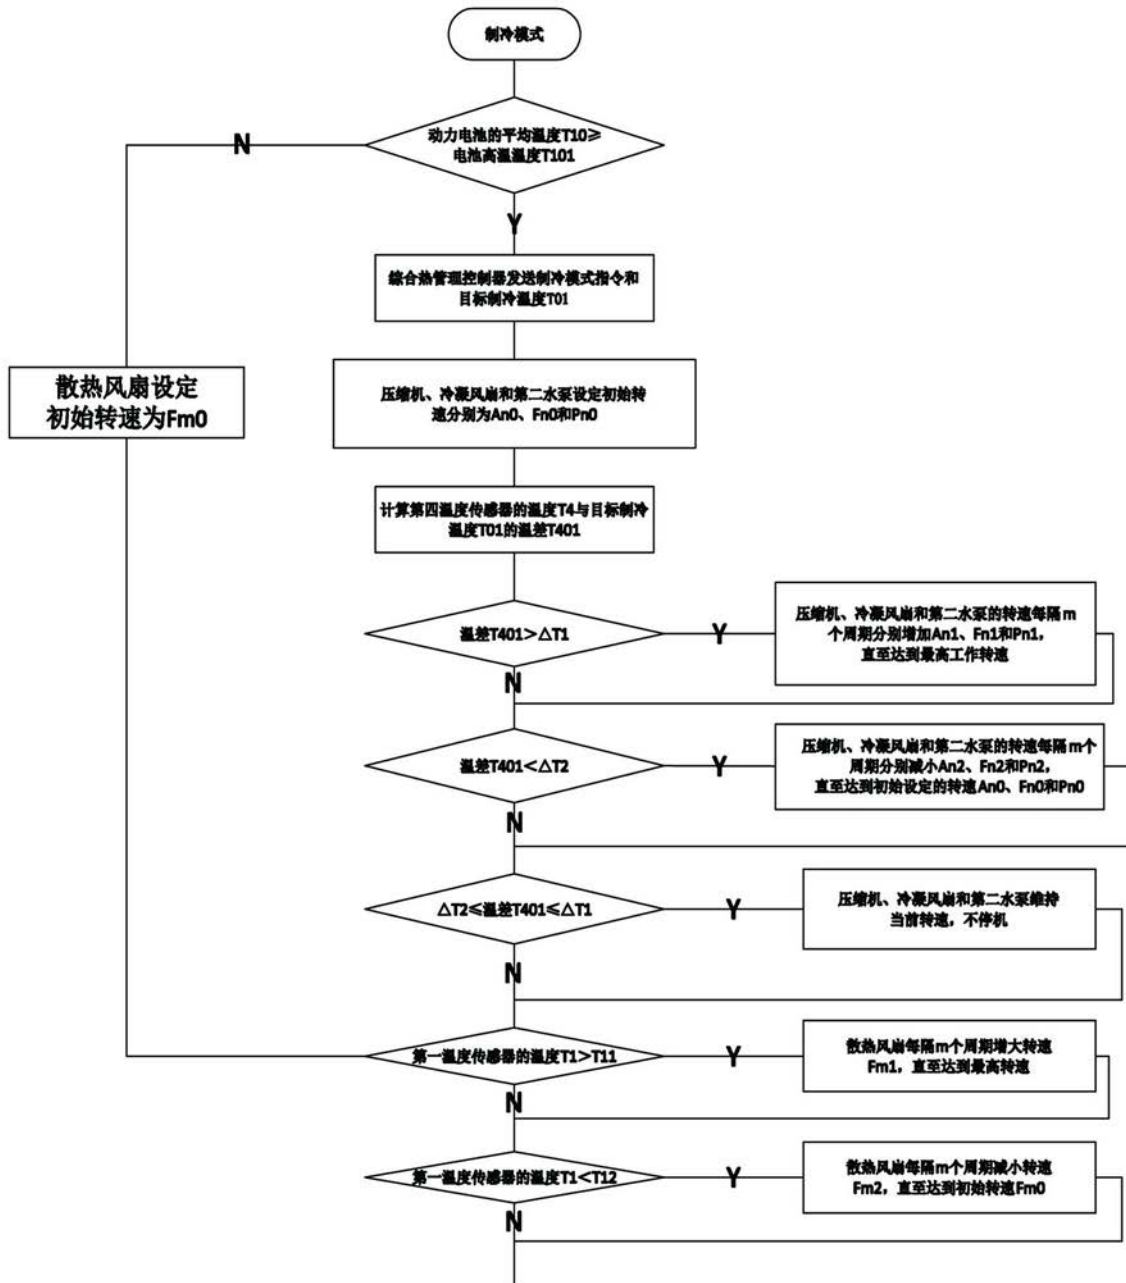 制冷模式
动力电池的平均温度T10≥
电池高温温度T101
N
Y
综合热管理控制器发送制冷模式指令和
目标制冷温度T01
散热风扇设定
初始转速为Fm0
压缩机、冷凝风扇和第二水泵设定初始转
速分别为An0、Fn0和Pn0
计算第四温度传感器的温度T4与目标制冷
温度T01的温差T401
温差T401>△T1
Y
压缩机、冷凝风扇和第二水泵的转速每隔m
个周期分别增加An1、Fn1和Pn1，
直至达到最高工作转速
N
温差T401<△T2
Y
压缩机、冷凝风扇和第二水泵的转速每隔m个
周期分别减小An2、Fn2和Pn2，
直至达到初始设定的转速An0、Fn0和Pn0
N
△T2≤温差T401≤△T1
Y
压缩机、冷凝风扇和第二水泵维持
当前转速，不停机
N
第一温度传感器的温度T1>T11
Y
散热风扇每隔m个周期增大转速
Fm1，直至达到最高转速
N
第一温度传感器的温度T1<T12
Y
散热风扇每隔m个周期减小转速
Fm2，直至达到初始转速Fm0
N